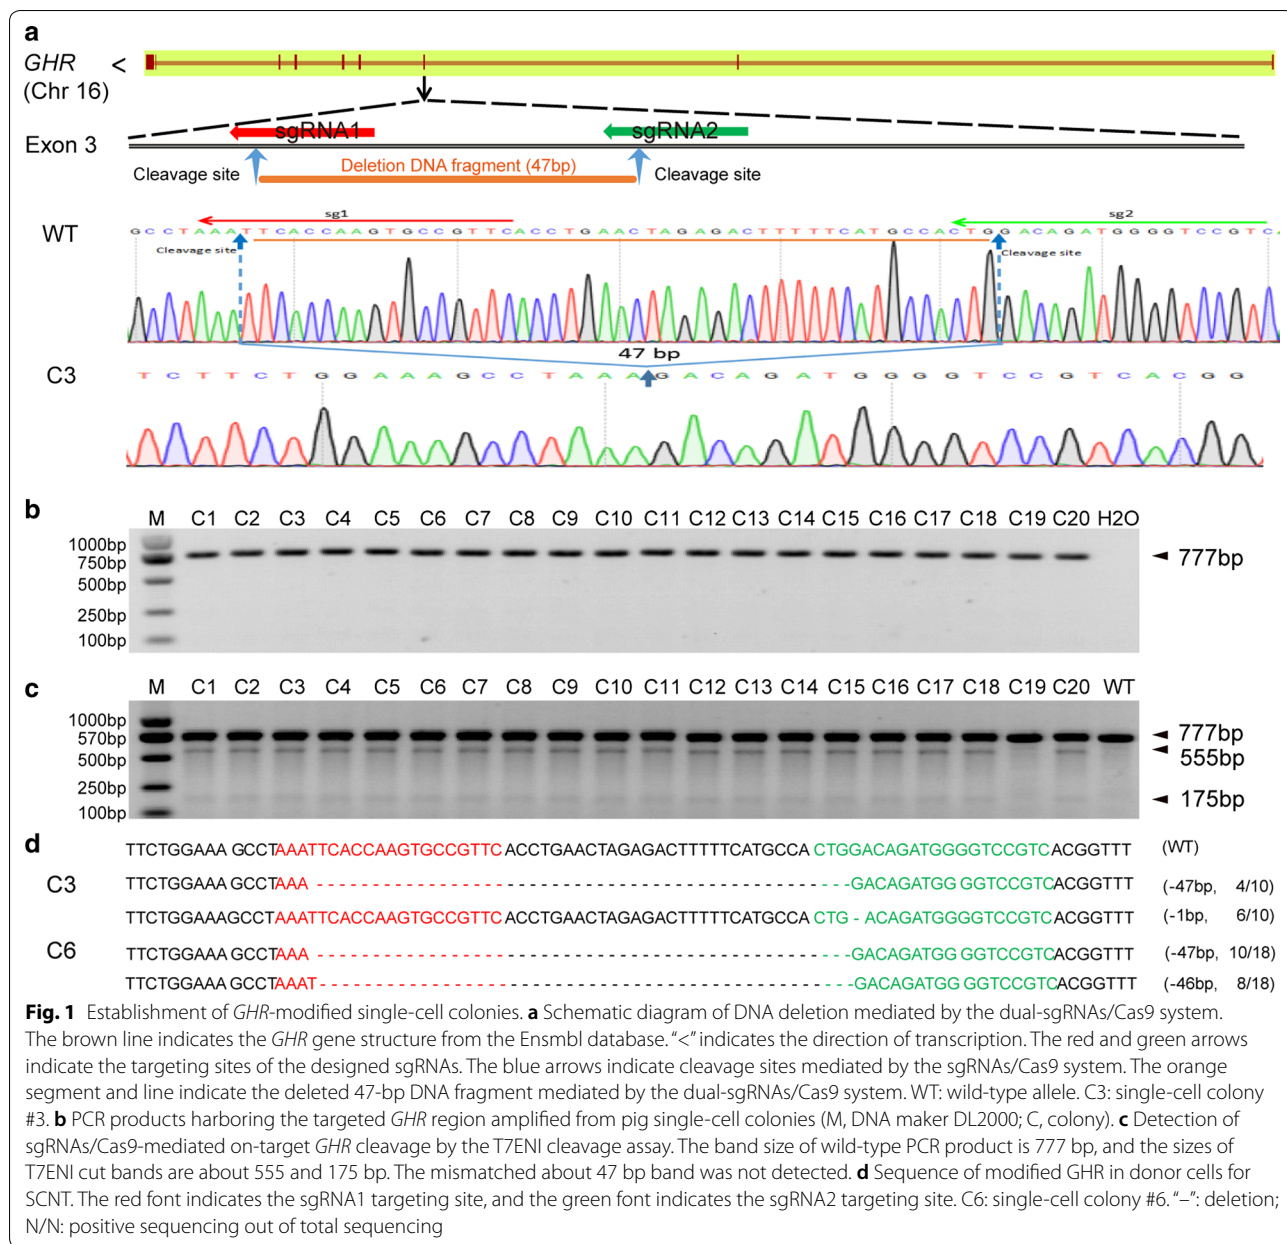 a
GHR <
(Chr 16)
sgRNA1 sgRNA2
Exon 3
Cleavage site Deletion DNA fragment (47bp) Cleavage site
sg1 sg2
WT
GCCTAAATTCACCAAGTGCCGTTCACCTGAACTAGAGACTTTTTCATGCCACTGGACAGATGGGGTCCGTC
Cleavage site Cleavage site
47 bp
C3
TCTTCTGGAAAGCCTAAAGACAGATGGGGTCCGTCACGG
b
M C1 C2 C3 C4 C5 C6 C7 C8 C9 C10 C11 C12 C13 C14 C15 C16 C17 C18 C19 C20 H2O
1000bp
750bp
777bp
500bp
250bp
100bp
c
M C1 C2 C3 C4 C5 C6 C7 C8 C9 C10 C11 C12 C13 C14 C15 C16 C17 C18 C19 C20 WT
1000bp
570bp
777bp
500bp
555bp
250bp
175bp
100bp
d
TTCTGGAAA GCCTAAATTCACCAAGTGCCGTTC ACCTGAACTAGAGACTTTTTCATGCCA CTGGACAGATGGGGTCCGTC ACGGTTT (WT)
C3
TTCTGGAAA GCCTAAA - - - - - - - - - - - - - - - - - - - - - - - - - - - - - - - - - - - - - - - - - - - - - - - GACAGATGG GGTCCGTCACGGTTT (-47bp, 4/10)
TTCTGGAAAGCCTAAATTCACCAAGTGCCGTTC ACCTGAACTAGAGACTTTTTCATGCCA CTG - ACAGATGGGGTCCGTC ACGGTTT (-1bp, 6/10)
C6
TTCTGGAAA GCCTAAA - - - - - - - - - - - - - - - - - - - - - - - - - - - - - - - - - - - - - - - - - - - - - - - GACAGATGG GGTCCGTCACGGTTT (-47bp, 10/18)
TTCTGGAAA GCCTAAAT - - - - - - - - - - - - - - - - - - - - - - - - - - - - - - - - - - - - - - - - - - - - - - GACAGATGG GGTCCGTCACGGTTT (-46bp, 8/18)
Fig. 1 Establishment of GHR-modified single-cell colonies. a Schematic diagram of DNA deletion mediated by the dual-sgRNAs/Cas9 system.
The brown line indicates the GHR gene structure from the Ensmbl database. “<” indicates the direction of transcription. The red and green arrows
indicate the targeting sites of the designed sgRNAs. The blue arrows indicate cleavage sites mediated by the sgRNAs/Cas9 system. The orange
segment and line indicate the deleted 47-bp DNA fragment mediated by the dual-sgRNAs/Cas9 system. WT: wild-type allele. C3: single-cell colony
#3. b PCR products harboring the targeted GHR region amplified from pig single-cell colonies (M, DNA maker DL2000; C, colony). c Detection of
sgRNAs/Cas9-mediated on-target GHR cleavage by the T7ENI cleavage assay. The band size of wild-type PCR product is 777 bp, and the sizes of
T7ENI cut bands are about 555 and 175 bp. The mismatched about 47 bp band was not detected. d Sequence of modified GHR in donor cells for
SCNT. The red font indicates the sgRNA1 targeting site, and the green font indicates the sgRNA2 targeting site. C6: single-cell colony #6. “–”: deletion;
N/N: positive sequencing out of total sequencing